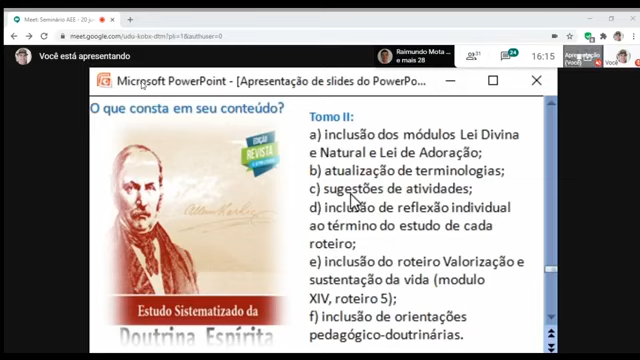 Meet: Seminário AEE - 20 ju
meet.google.com/udu-kobx-dtm?pli=1&authuser=0
Você está apresentando
Raimundo Mota
e mais 28
31
24
16:15
Apresentação
(Você)
Microsoft PowerPoint - [Apresentação de slides do PowerPo...
O que consta em seu conteúdo?
EDIÇÃO
REVISTA
Allan Kardec
Estudo Sistematizado da
Doutrina Espírita
Tomo II:
a) inclusão dos módulos Lei Divina
e Natural e Lei de Adoração;
b) atualização de terminologias;
c) sugestões de atividades;
d) inclusão de reflexão individual
ao término do estudo de cada
roteiro;
e) inclusão do roteiro Valorização e
sustentação da vida (modulo
XIV, roteiro 5);
f) inclusão de orientações
pedagógico-doutrinárias.